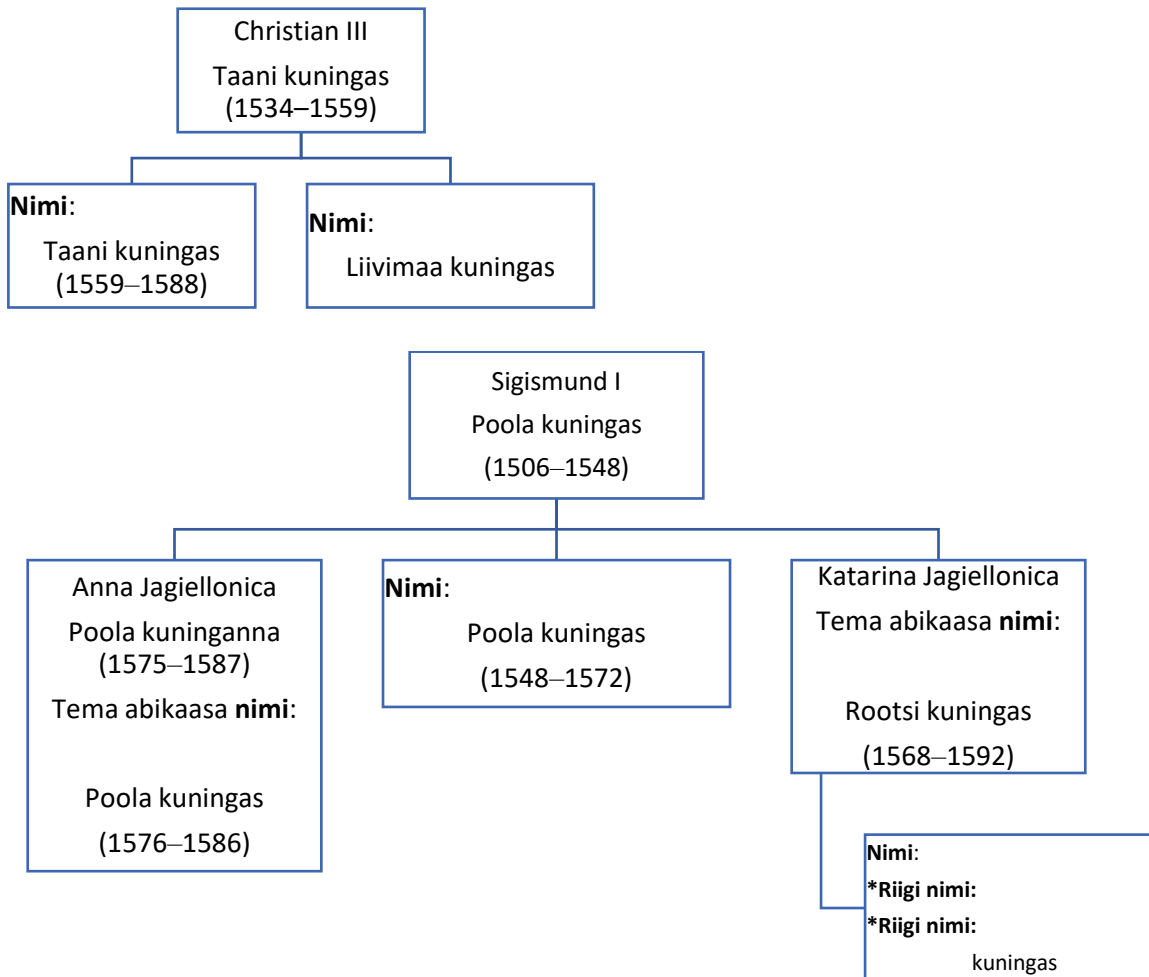 Christian III
Taani kuningas
(1534–1559)
Nimi:
Taani kuningas
(1559–1588)
Nimi:
Liivimaa kuningas
Sigismund I
Poola kuningas
(1506–1548)
Anna Jagiellonica
Poola kuninganna
(1575–1587)
Tema abikaasa nimi:
Poola kuningas
(1576–1586)
Nimi:
Poola kuningas
(1548–1572)
Katarina Jagiellonica
Tema abikaasa nimi:
Rootsi kuningas
(1568–1592)
Nimi:
*Riigi nimi:
*Riigi nimi:
kuningas